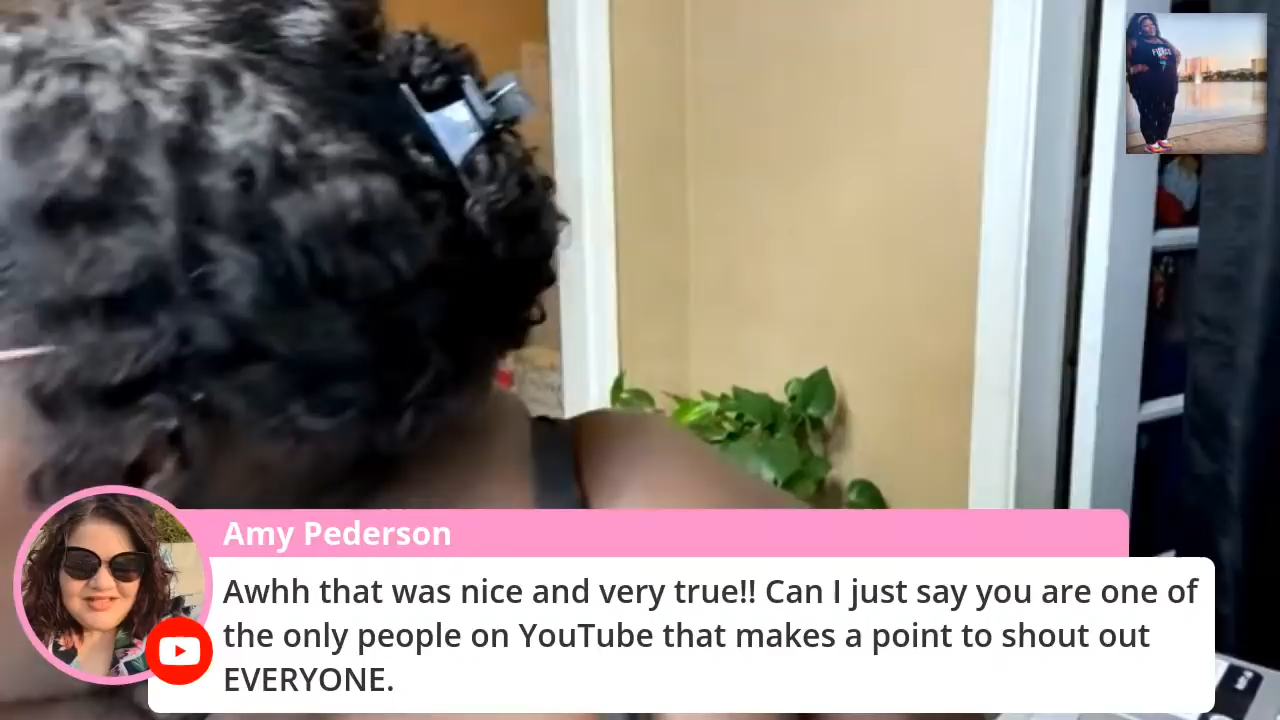 Amy Pederson
Awhh that was nice and very true!! Can I just say you are one of
the only people on YouTube that makes a point to shout out
EVERYONE.